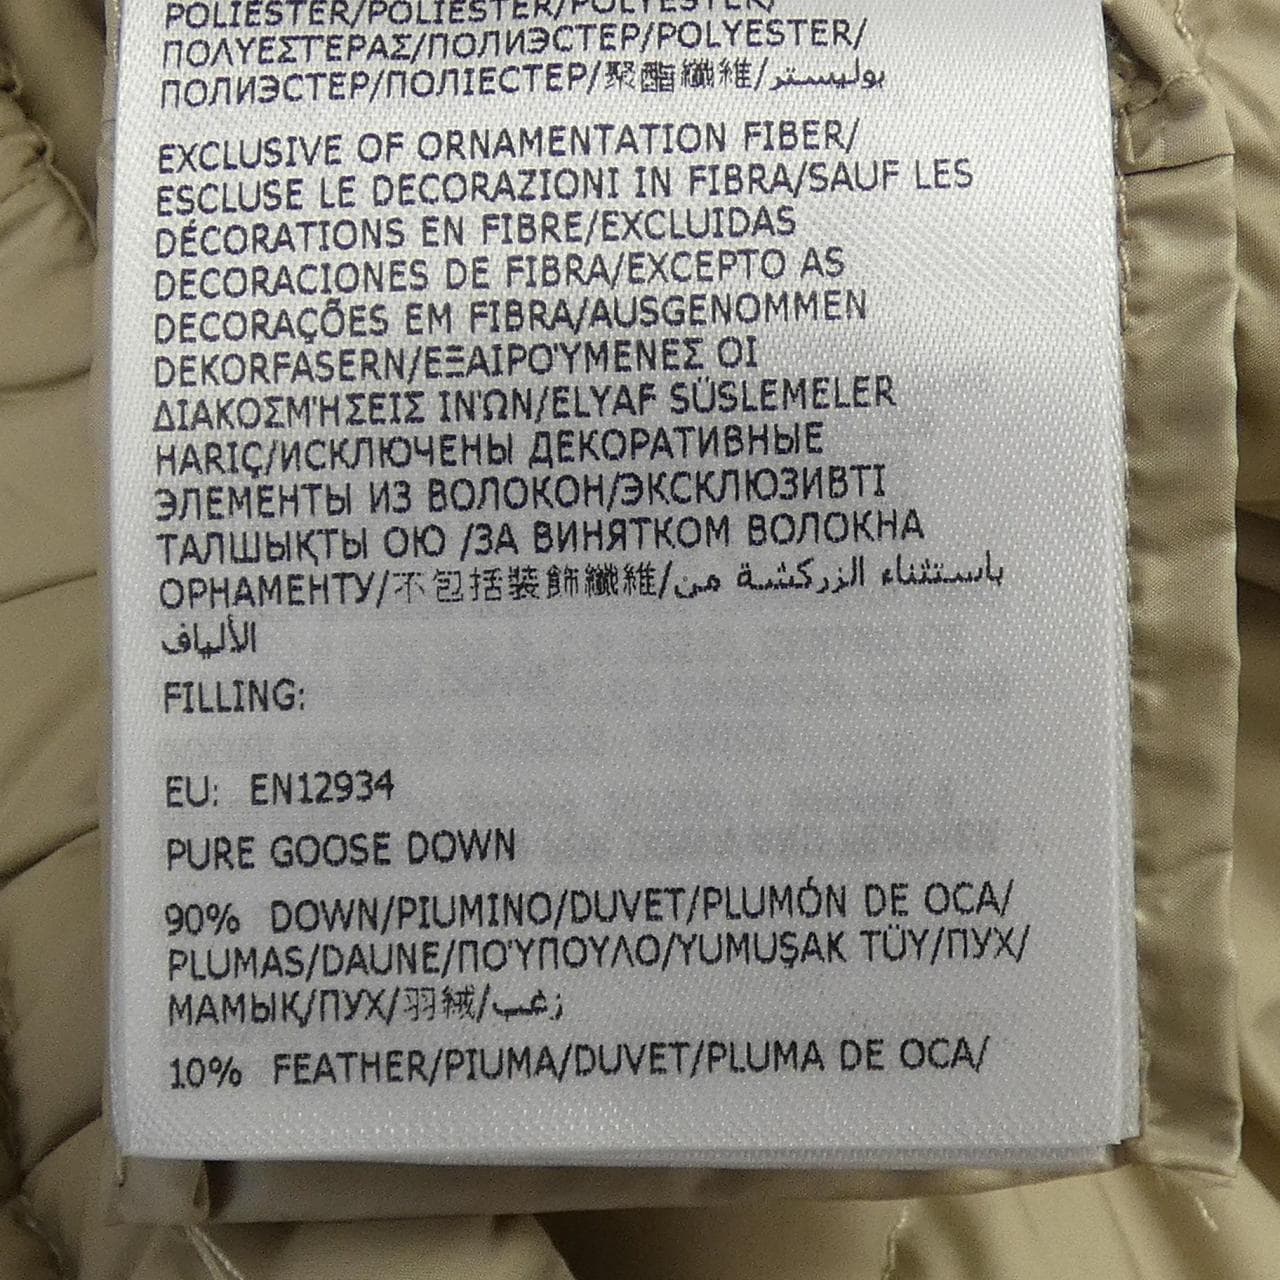 POLIESTER/POLIÉSTER/POLYESTER/
ΠΟΛΥΕΣΤΕΡΑΣ/ПОЛИЭСТЕР/POLYESTER/
ПОЛИЭСТЕР/ПОЛІЕСТЕР/聚酯纖維/بوليستر
EXCLUSIVE OF ORNAMENTATION FIBER/
ESCLUSE LE DECORAZIONI IN FIBRA/SAUF LES
DÉCORATIONS EN FIBRE/EXCLUIDAS
DECORACIONES DE FIBRA/EXCEPTO AS
DECORAÇÕES EM FIBRA/AUSGENOMMEN
DEKORFASERN/ΕΞΑΙΡΟΎΜΕΝΕΣ ΟΙ
ΔΙΑΚΟΣΜΉΣΕΙΣ ΙΝΏΝ/ELYAF SÜSLEMELER
HARIÇ/ИСКЛЮЧЕНЫ ДЕКОРАТИВНЫЕ
ЭЛЕМЕНТЫ ИЗ ВОЛОКОН/ЭКСКЛЮЗИВТІ
ТАЛШЫҚТЫ ОЮ /ЗА ВИНЯТКОМ ВОЛОКНА
ОРНАМЕНТУ/不包括裝飾纖維/باستثناء الزركشة من
الألياف
FILLING:
EU: EN12934
PURE GOOSE DOWN
90% DOWN/PIUMINO/DUVET/PLUMÓN DE OCA/
PLUMAS/DAUNE/ΠΟΎΠΟΥΛΟ/YUMUŞAK TÜY/ПУХ/
МАМЫҚ/ПУХ/羽絨/زغب
10% FEATHER/PIUMA/DUVET/PLUMA DE OCA/